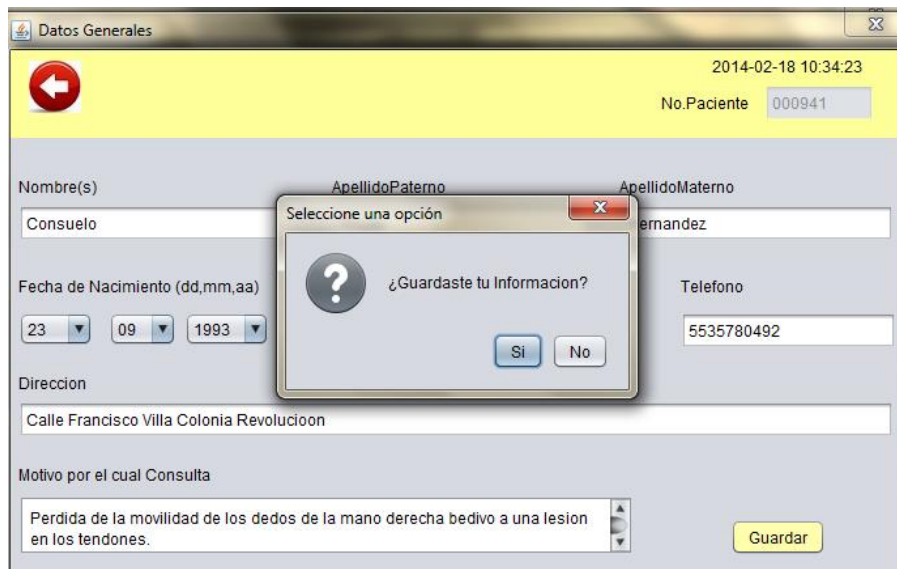 Datos Generales
2014-02-18 10:34:23
No.Paciente 000941
Nombre(s) ApellidoPaterno ApellidoMaterno
Consuelo ernandez
Seleccione una opción
¿Guardaste tu Informacion?
Si No
Fecha de Nacimiento (dd,mm,aa) Telefono
23 09 1993 5535780492
Direccion
Calle Francisco Villa Colonia Revolucioon
Motivo por el cual Consulta
Perdida de la movilidad de los dedos de la mano derecha bedivo a una lesion
en los tendones.
Guardar